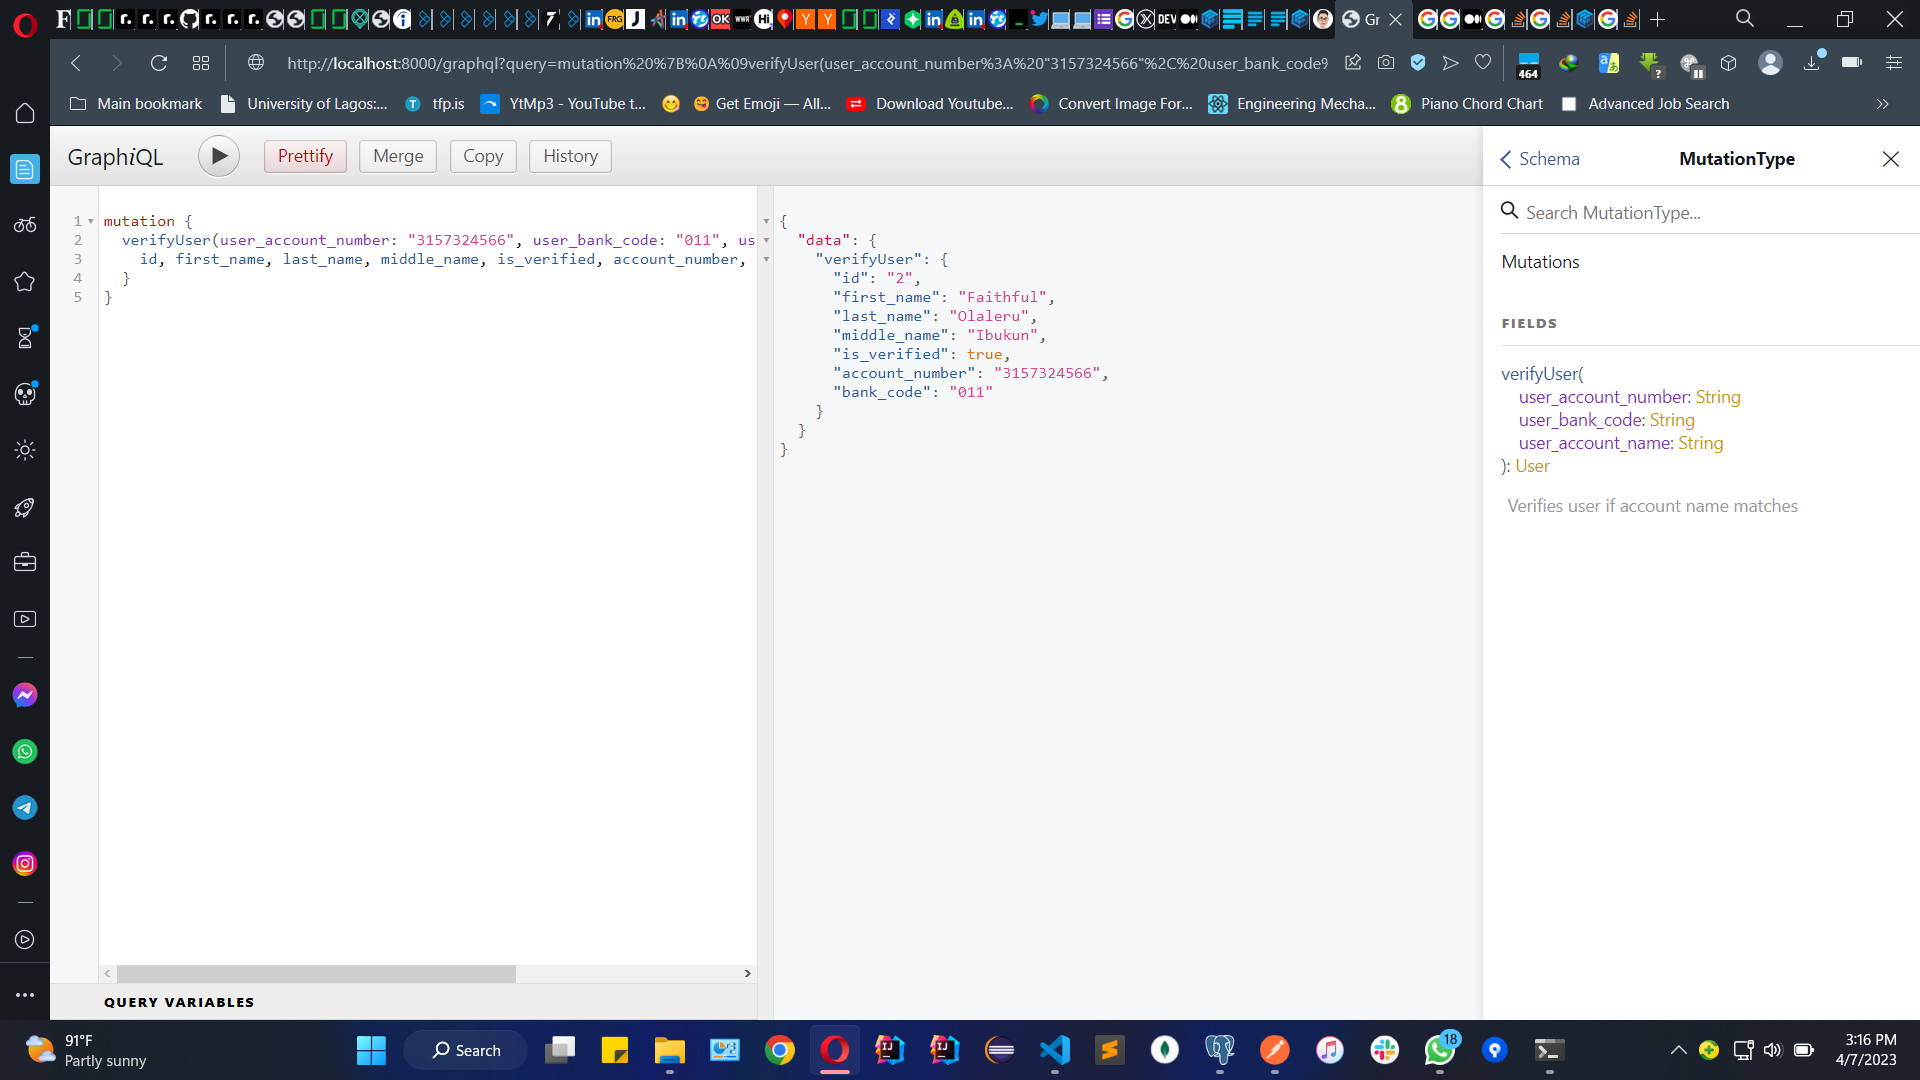 Gr
http://localhost:8000/graphql?query=mutation%20%7B%0A%09verifyUser(user_account_number%3A%20"3157324566"%2C%20user_bank_code9
464
Main bookmark
University of Lagos:...
tfp.is
YtMp3 - YouTube t...
Get Emoji — All...
Download Youtube...
Convert Image For...
Engineering Mecha...
Piano Chord Chart
Advanced Job Search
GraphiQL
Prettify
Merge
Copy
History
1 mutation {
2 verifyUser(user_account_number: "3157324566", user_bank_code: "011", us
3 id, first_name, last_name, middle_name, is_verified, account_number,
4 }
5 }
QUERY VARIABLES
{
"data": {
"verifyUser": {
"id": "2",
"first_name": "Faithful",
"last_name": "Olaleru",
"middle_name": "Ibukun",
"is_verified": true,
"account_number": "3157324566",
"bank_code": "011"
}
}
}
Schema
MutationType
Search MutationType...
Mutations
FIELDS
verifyUser(
user_account_number: String
user_bank_code: String
user_account_name: String
): User
Verifies user if account name matches
91°F
Partly sunny
Search
18
3:16 PM
4/7/2023